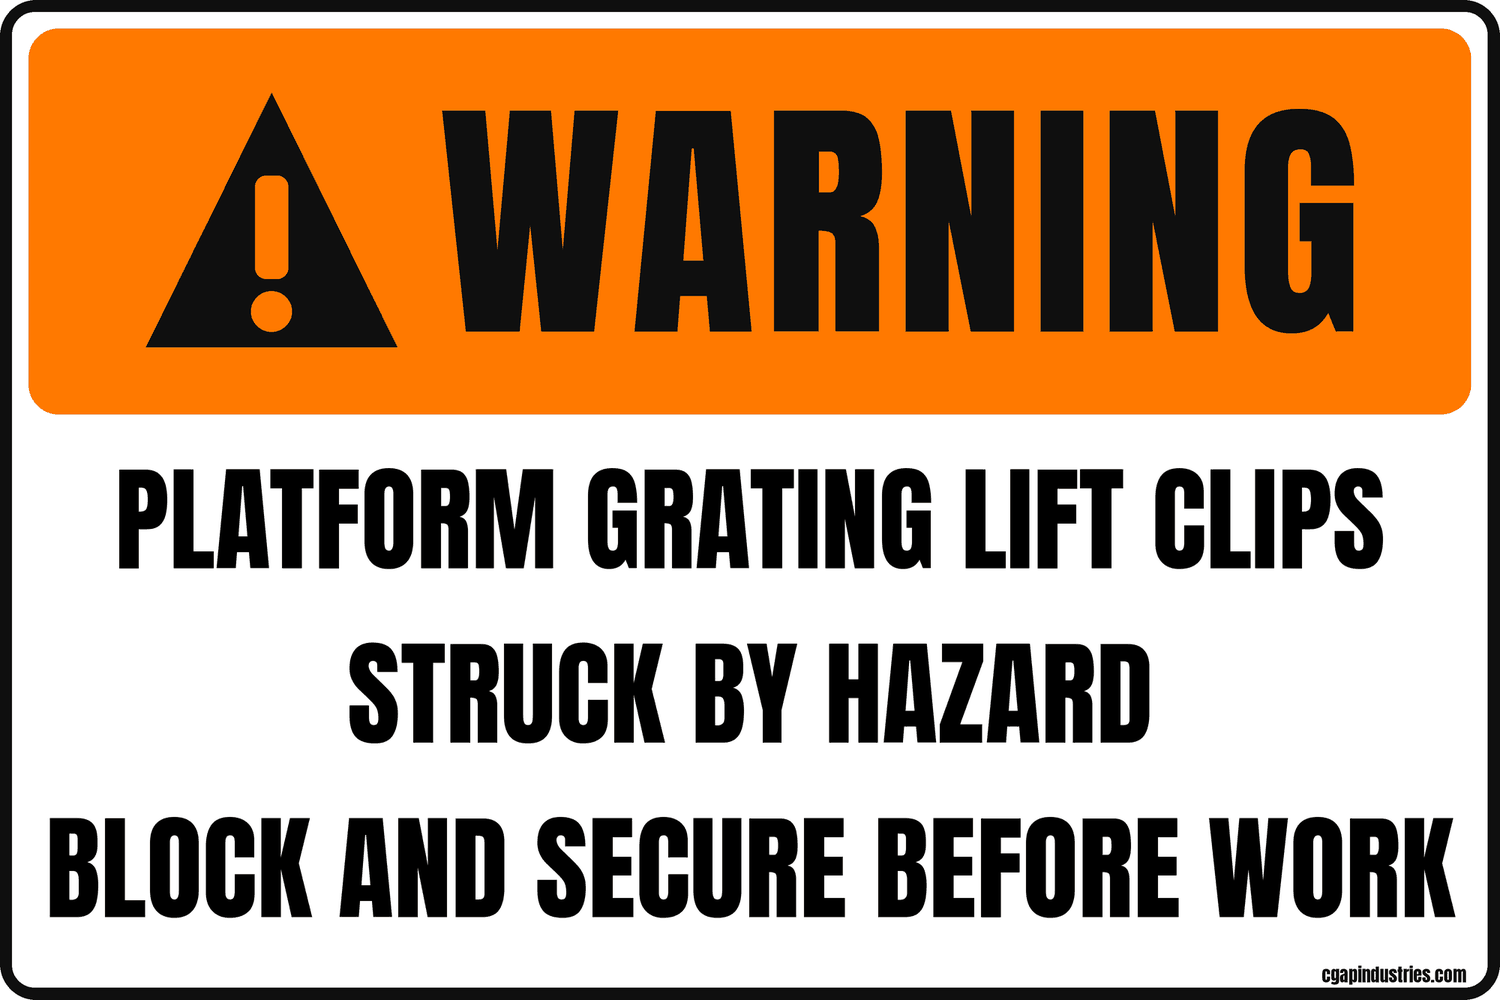 WARNING
PLATFORM GRATING LIFT CLIPS
STRUCK BY HAZARD
BLOCK AND SECURE BEFORE WORK
cgapindustries.com